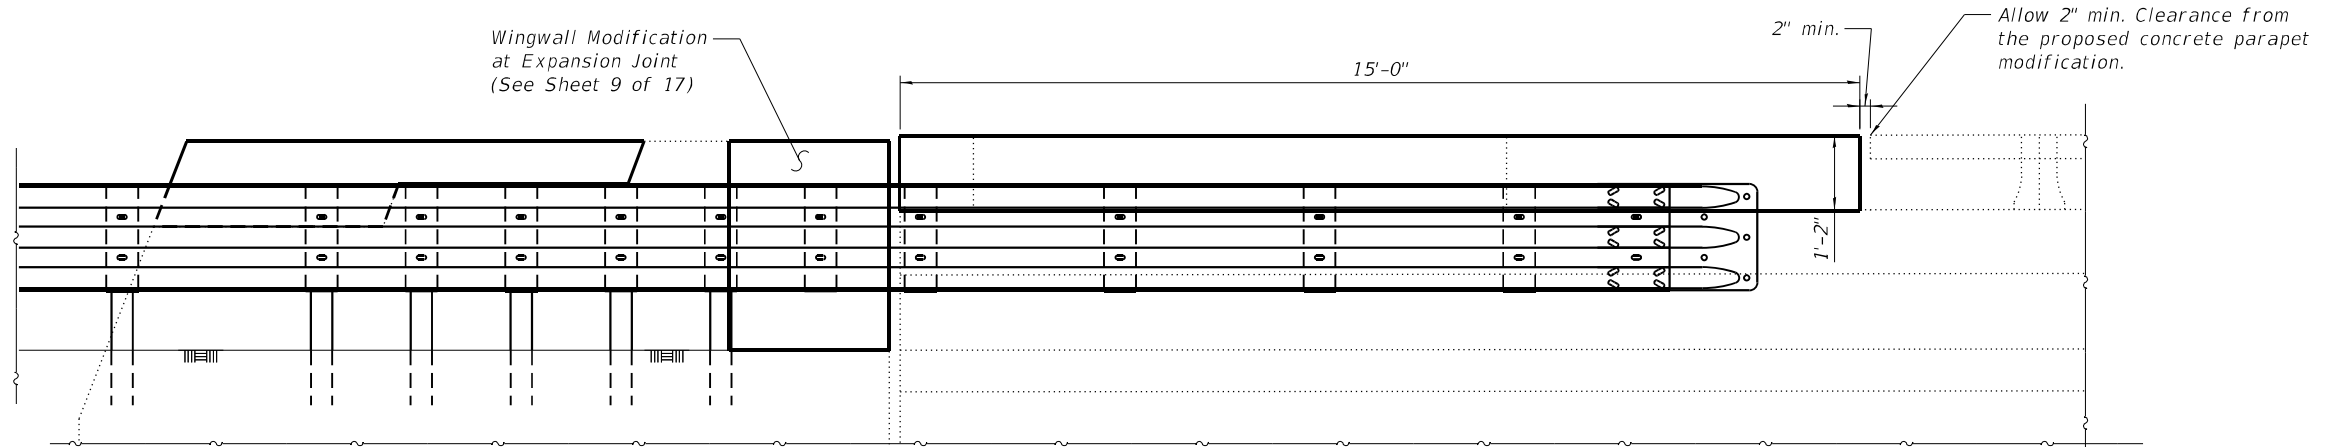 Wingwall Modification
at Expansion Joint
(See Sheet 9 of 17)
15'-0"
2" min.
Allow 2" min. Clearance from
the proposed concrete parapet
modification.
1'-2"